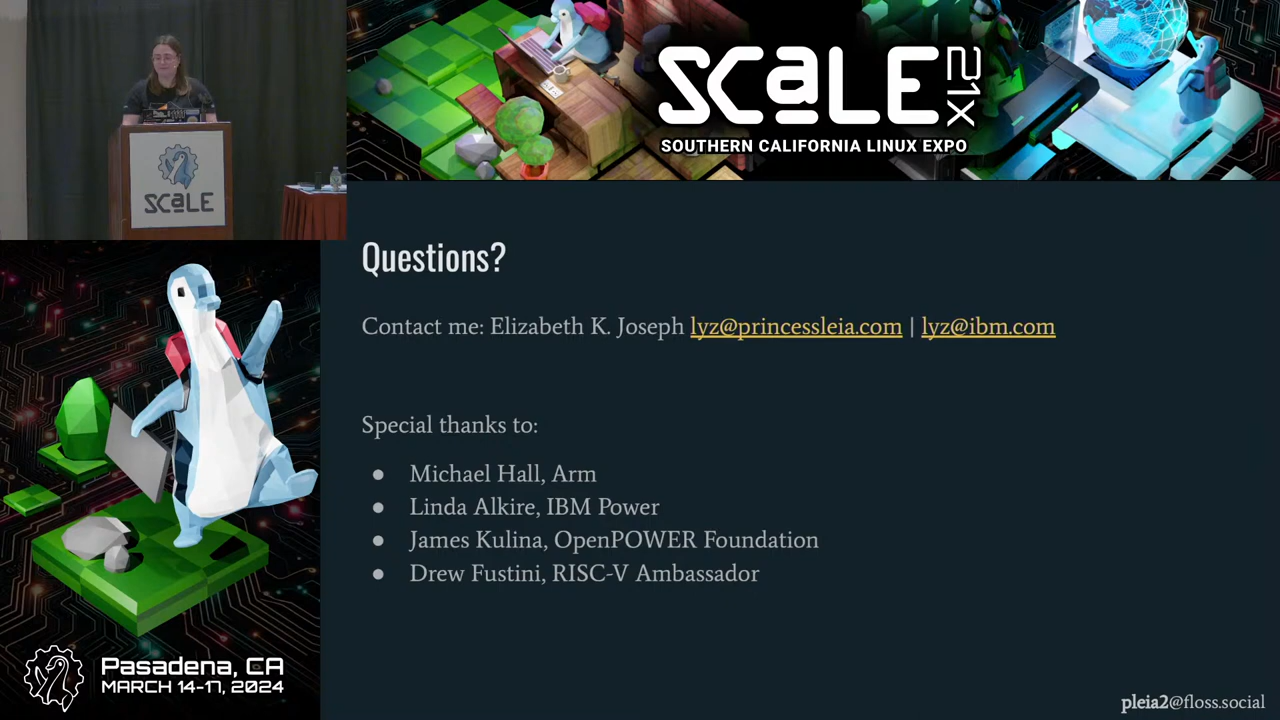 SCaLE 21X
SOUTHERN CALIFORNIA LINUX EXPO
SCaLE
Questions?
Contact me: Elizabeth K. Joseph lyz@princessleia.com | lyz@ibm.com
Special thanks to:
● Michael Hall, Arm
● Linda Alkire, IBM Power
● James Kulina, OpenPOWER Foundation
● Drew Fustini, RISC-V Ambassador
Pasadena, CA
MARCH 14-17, 2024
pleia2@floss.social